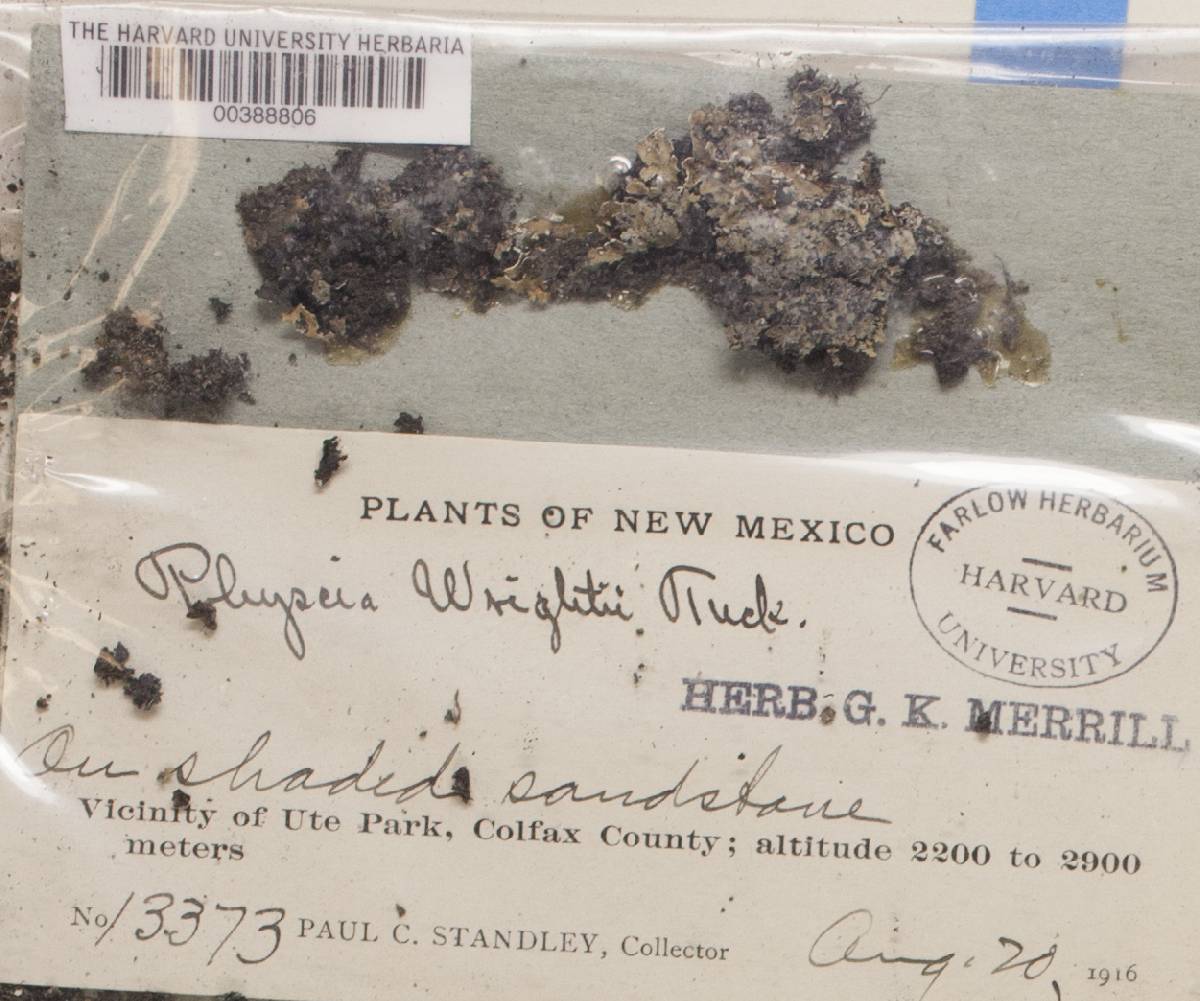 THE HARVARD UNIVERSITY HERBARIA
00388806
PLANTS OF NEW MEXICO
FARLOW HERBARIUM
HARVARD
UNIVERSITY
Physcia Wrightii Tuck.
HERB. G. K. MERRILL
On shaded sandstone
Vicinity of Ute Park, Colfax County; altitude 2200 to 2900
meters
No. 13373 PAUL C. STANDLEY, Collector Aug. 20, 1916